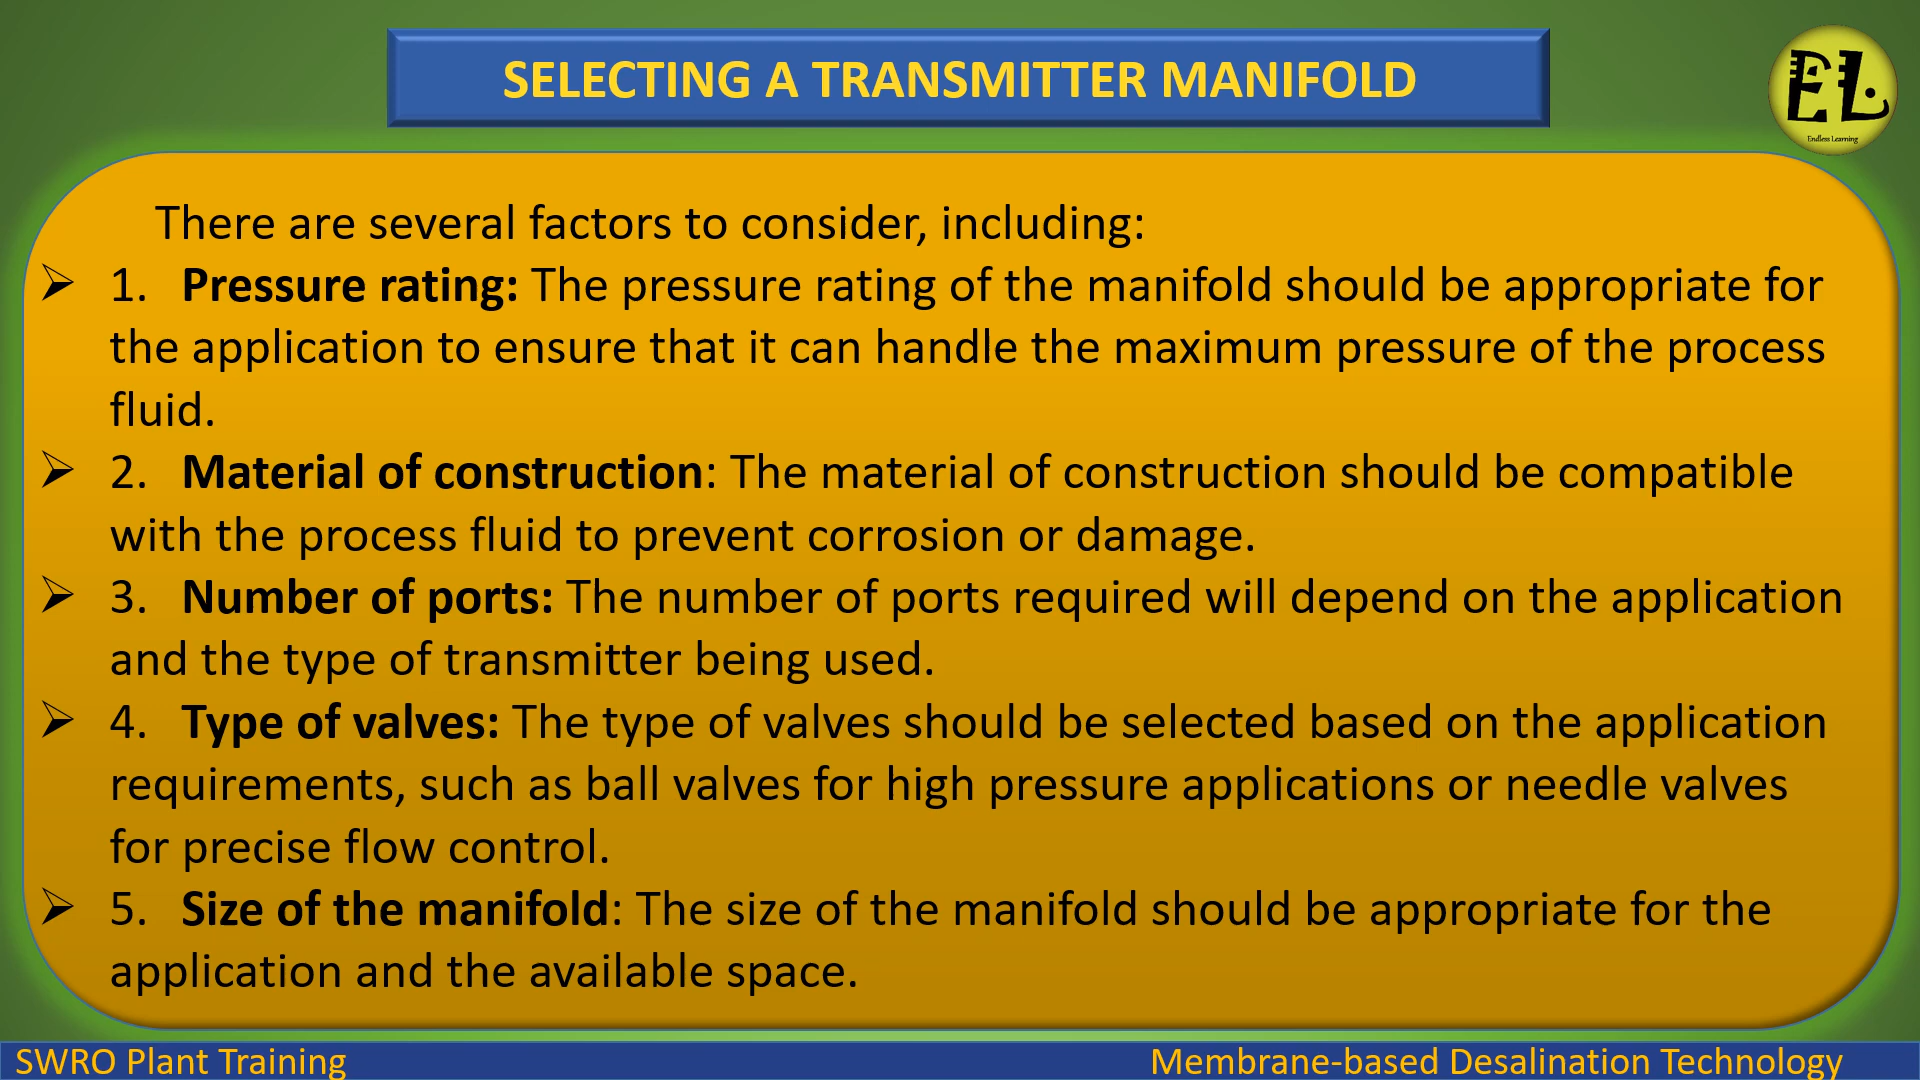 SELECTING A TRANSMITTER MANIFOLD
EL
Endless Learning
There are several factors to consider, including:
➢ 1. Pressure rating: The pressure rating of the manifold should be appropriate for
the application to ensure that it can handle the maximum pressure of the process
fluid.
➢ 2. Material of construction: The material of construction should be compatible
with the process fluid to prevent corrosion or damage.
➢ 3. Number of ports: The number of ports required will depend on the application
and the type of transmitter being used.
➢ 4. Type of valves: The type of valves should be selected based on the application
requirements, such as ball valves for high pressure applications or needle valves
for precise flow control.
➢ 5. Size of the manifold: The size of the manifold should be appropriate for the
application and the available space.
SWRO Plant Training
Membrane-based Desalination Technology